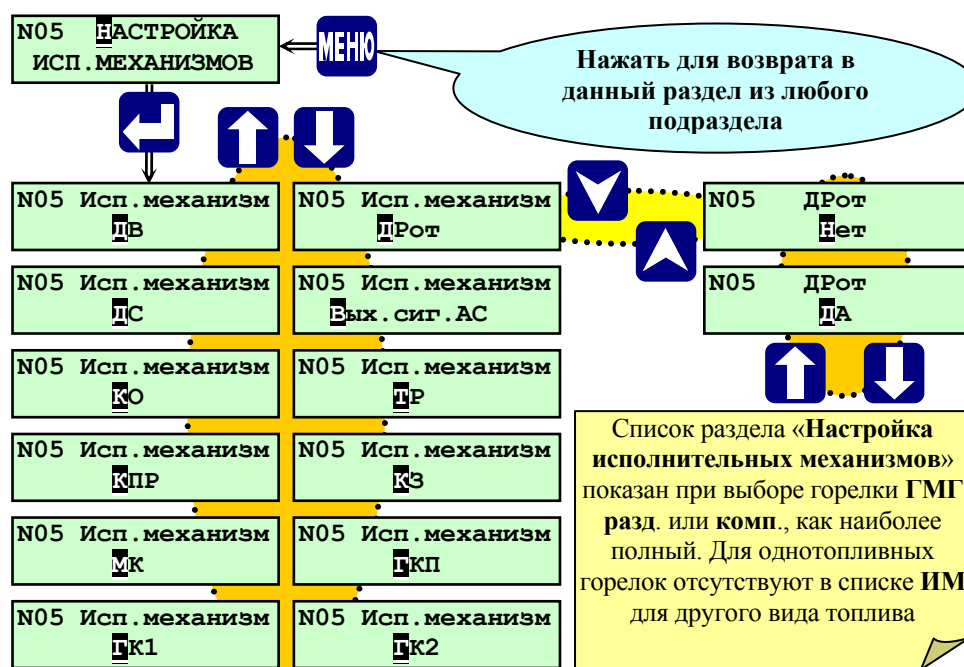 N05 НАСТРОЙКА
ИСП.МЕХАНИЗМОВ
МЕНЮ
Нажать для возврата в
данный раздел из любого
подраздела
N05 Исп.механизм
ДВ
N05 Исп.механизм
ДРот
N05 ДРот
Нет
N05 Исп.механизм
ДС
N05 Исп.механизм
Вых.сиг.АС
N05 ДРот
ДА
N05 Исп.механизм
КО
N05 Исп.механизм
ТР
N05 Исп.механизм
КПР
N05 Исп.механизм
КЗ
N05 Исп.механизм
МК
N05 Исп.механизм
ГКП
N05 Исп.механизм
ГК1
N05 Исп.механизм
ГК2
Список раздела «Настройка
исполнительных механизмов»
показан при выборе горелки ГМГ
разд. или комп., как наиболее
полный. Для однотопливных
горелок отсутствуют в списке ИМ
для другого вида топлива